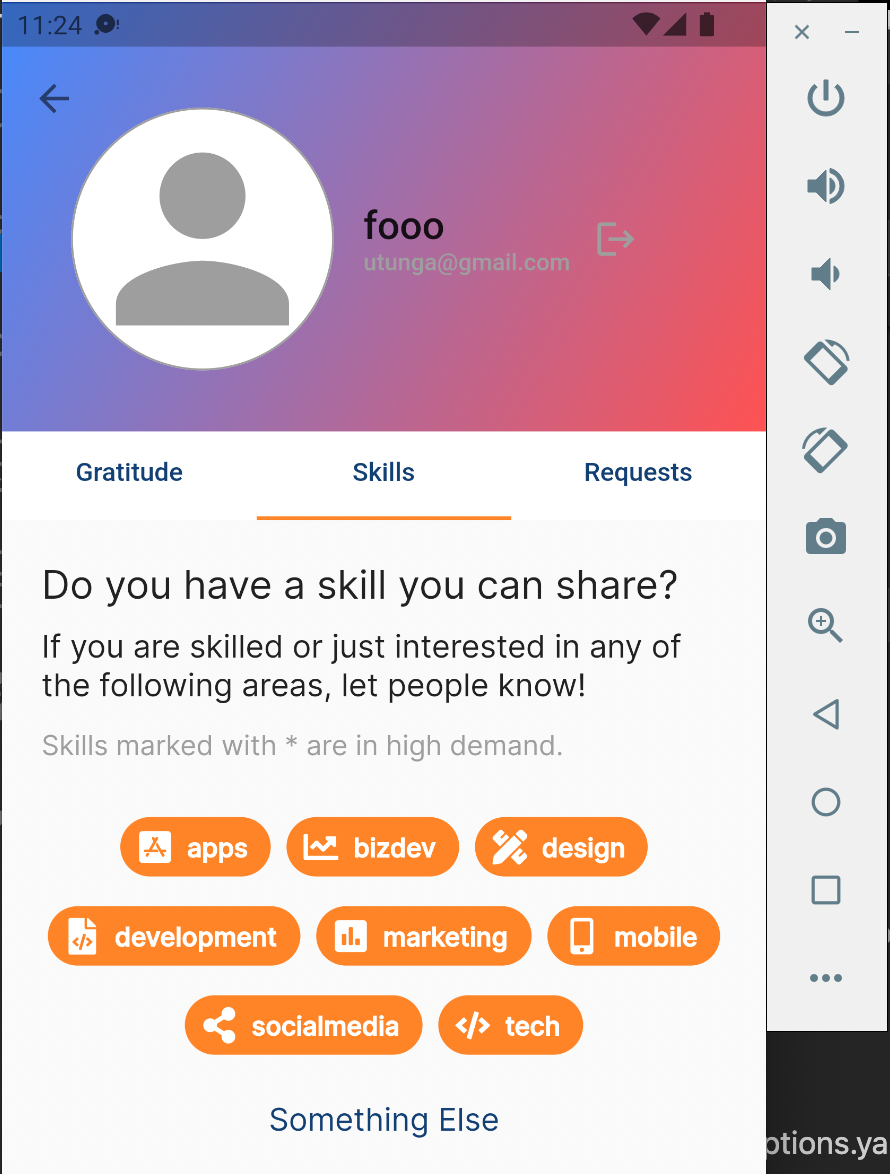 11:24
fooo
utunga@gmail.com
Gratitude Skills Requests
Do you have a skill you can share?
If you are skilled or just interested in any of
the following areas, let people know!
Skills marked with * are in high demand.
apps bizdev design
development marketing mobile
socialmedia tech
Something Else
ptions.ya